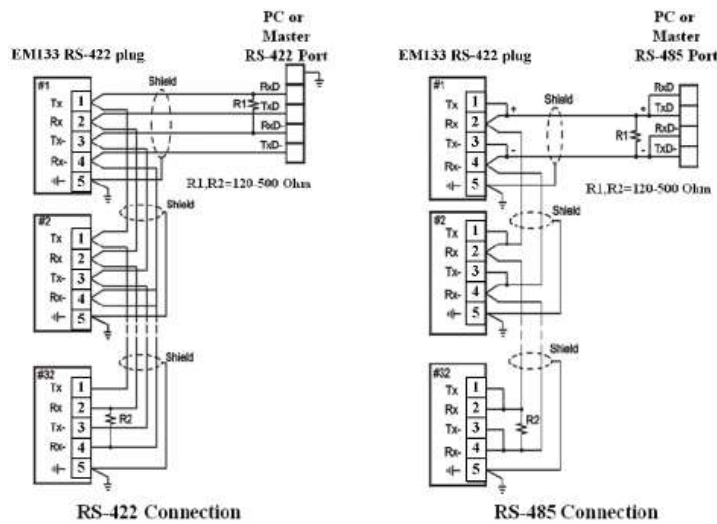 PC or
Master
RS-422 Port
EM133 RS-422 plug
#1
Tx 1
Rx 2
Tx- 3
Rx- 4
5
Shield
RxD
TxD
RxD-
TxD-
R1
R1,R2=120-500 Ohm
Shield
#2
Tx 1
Rx 2
Tx- 3
Rx- 4
5
Shield
#32
Tx 1
Rx 2
Tx- 3
Rx- 4
5
R2
RS-422 Connection
PC or
Master
RS-485 Port
EM133 RS-422 plug
#1
Tx 1
Rx 2
Tx- 3
Rx- 4
5
Shield
+
-
+
-
RxD
TxD
RxD-
TxD-
R1
R1,R2=120-500 Ohm
Shield
#2
Tx 1
Rx 2
Tx- 3
Rx- 4
5
Shield
#32
Tx 1
Rx 2
Tx- 3
Rx- 4
5
R2
RS-485 Connection